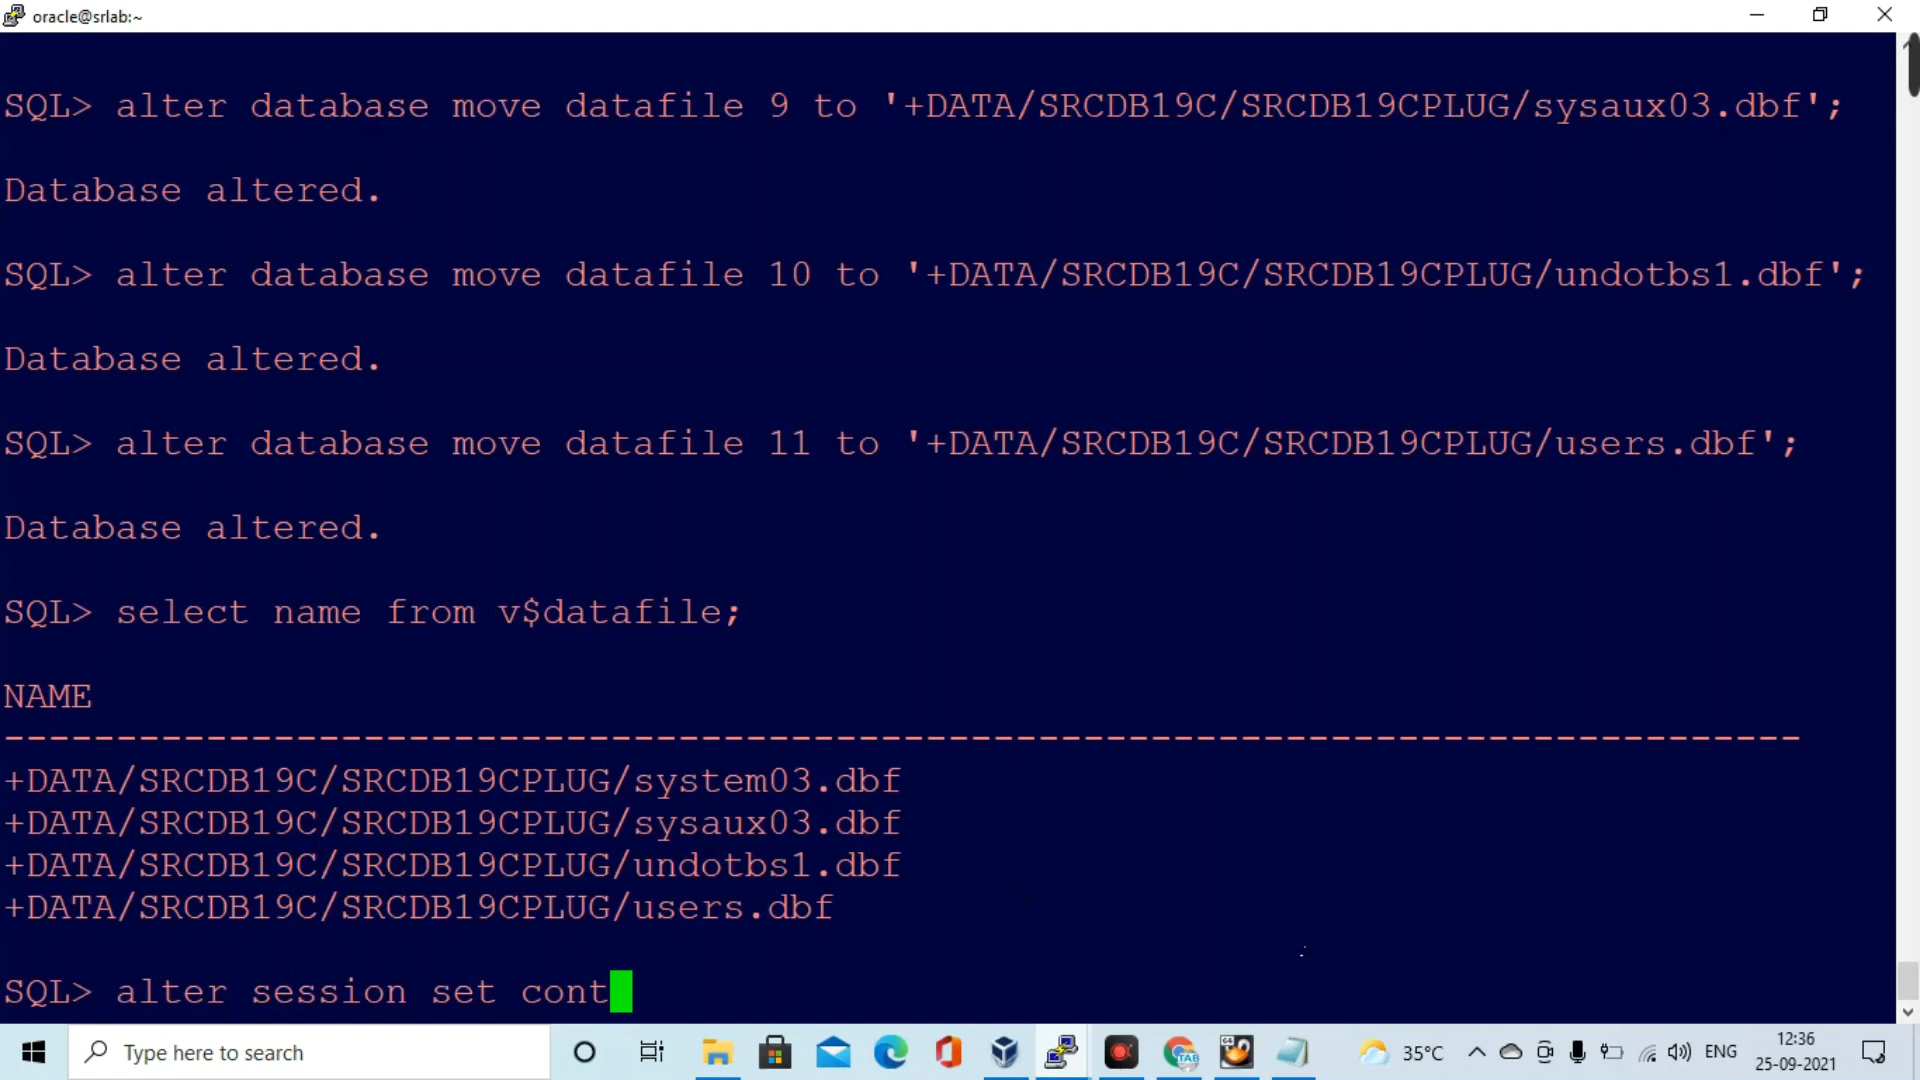 oracle@srlab:~
SQL> alter database move datafile 9 to '+DATA/SRCDB19C/SRCDB19CPLUG/sysaux03.dbf';
Database altered.
SQL> alter database move datafile 10 to '+DATA/SRCDB19C/SRCDB19CPLUG/undotbs1.dbf';
Database altered.
SQL> alter database move datafile 11 to '+DATA/SRCDB19C/SRCDB19CPLUG/users.dbf';
Database altered.
SQL> select name from v$datafile;
NAME
--------------------------------------------------------------------------------
+DATA/SRCDB19C/SRCDB19CPLUG/system03.dbf
+DATA/SRCDB19C/SRCDB19CPLUG/sysaux03.dbf
+DATA/SRCDB19C/SRCDB19CPLUG/undotbs1.dbf
+DATA/SRCDB19C/SRCDB19CPLUG/users.dbf
SQL> alter session set cont
Type here to search
TAB
64
35°C
ENG
12:36
25-09-2021